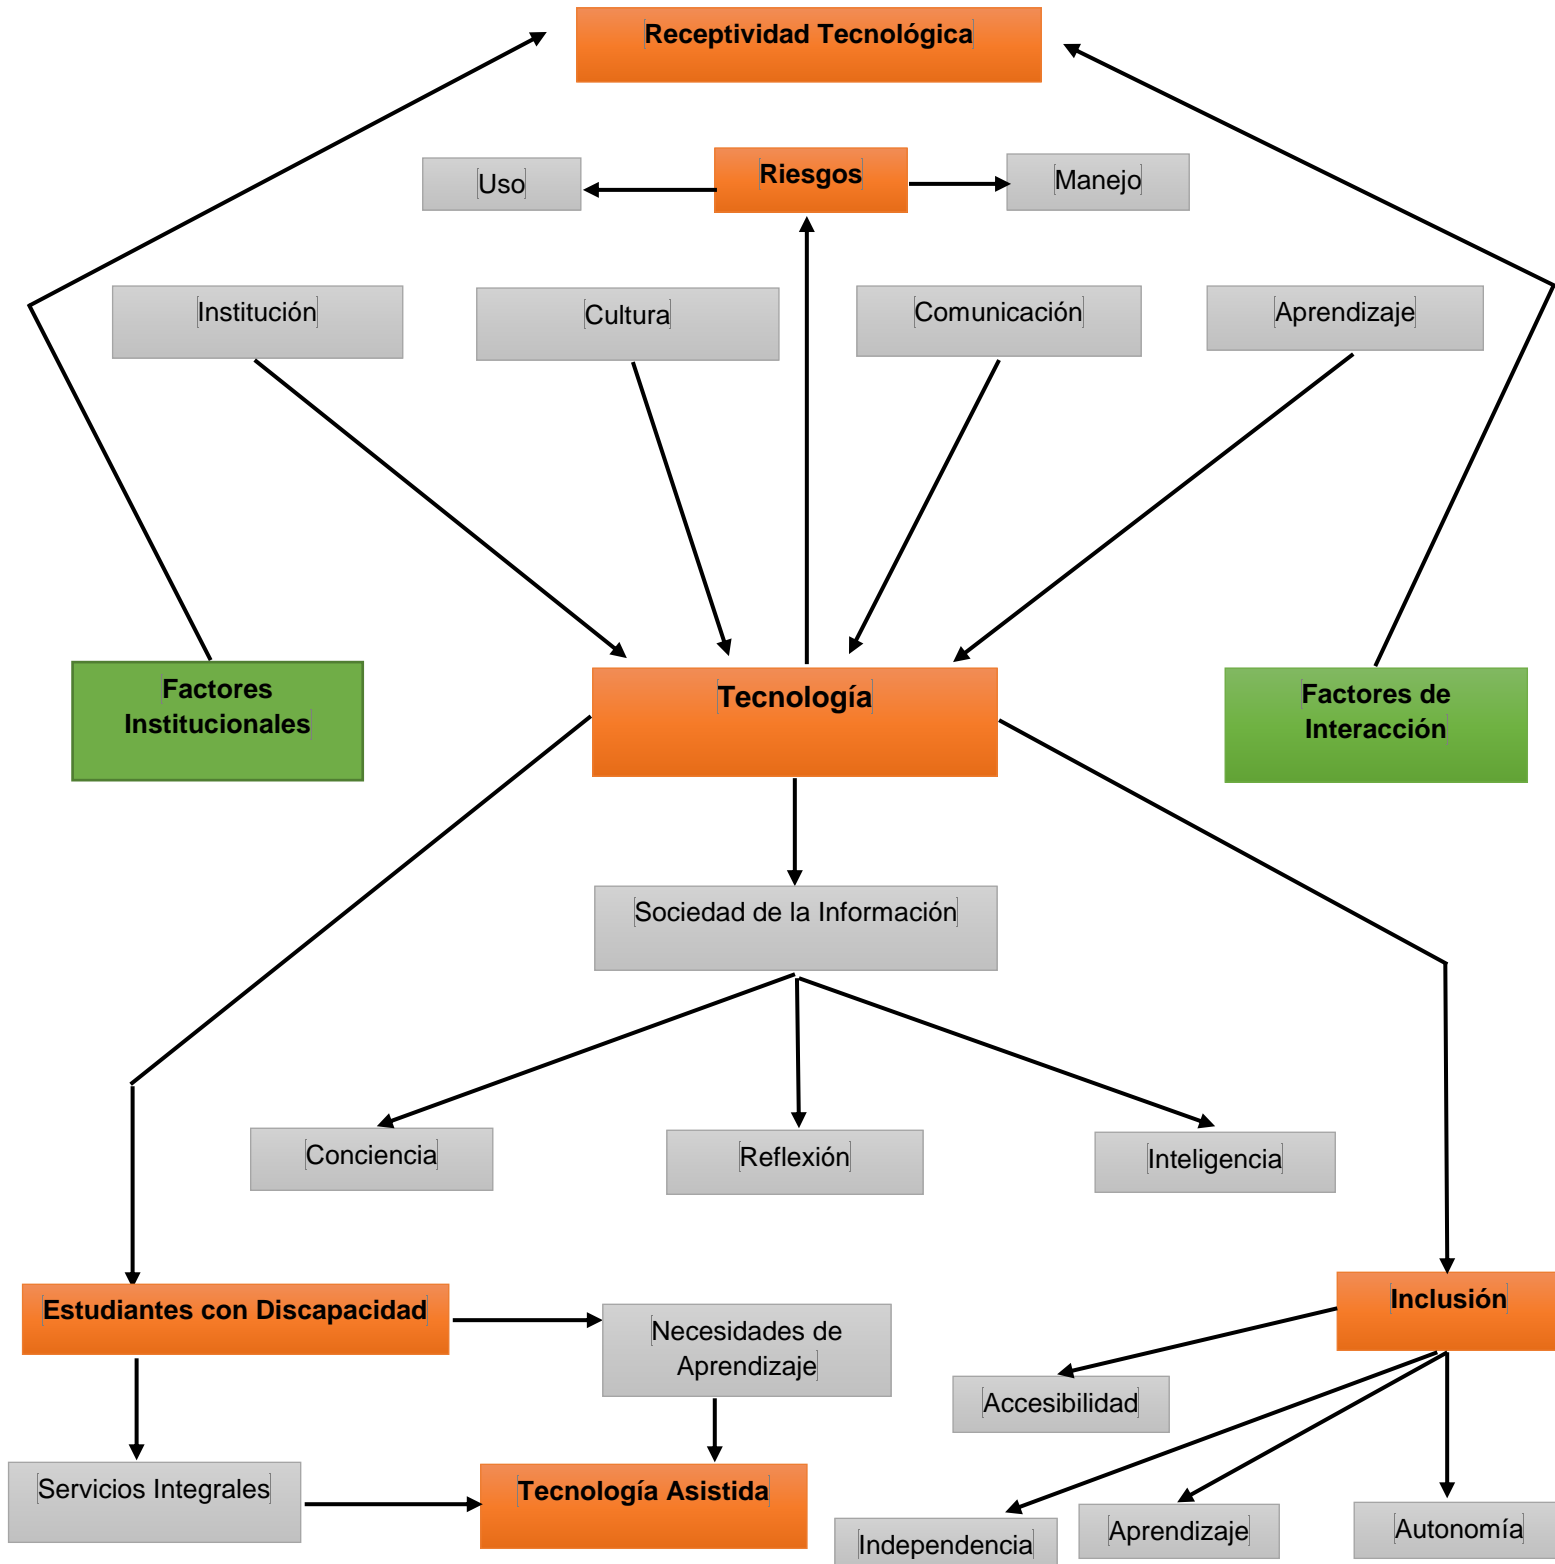 Receptividad Tecnológica
Uso
Riesgos
Manejo
Institución
Cultura
Comunicación
Aprendizaje
Factores
Institucionales
Tecnología
Factores de
Interacción
Sociedad de la Información
Conciencia
Reflexión
Inteligencia
Estudiantes con Discapacidad
Necesidades de
Aprendizaje
Inclusión
Accesibilidad
Servicios Integrales
Tecnología Asistida
Independencia
Aprendizaje
Autonomía